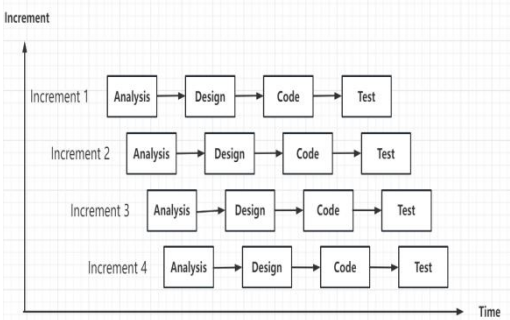 Increment
Increment 1 Analysis Design Code Test
Increment 2 Analysis Design Code Test
Increment 3 Analysis Design Code Test
Increment 4 Analysis Design Code Test
Time